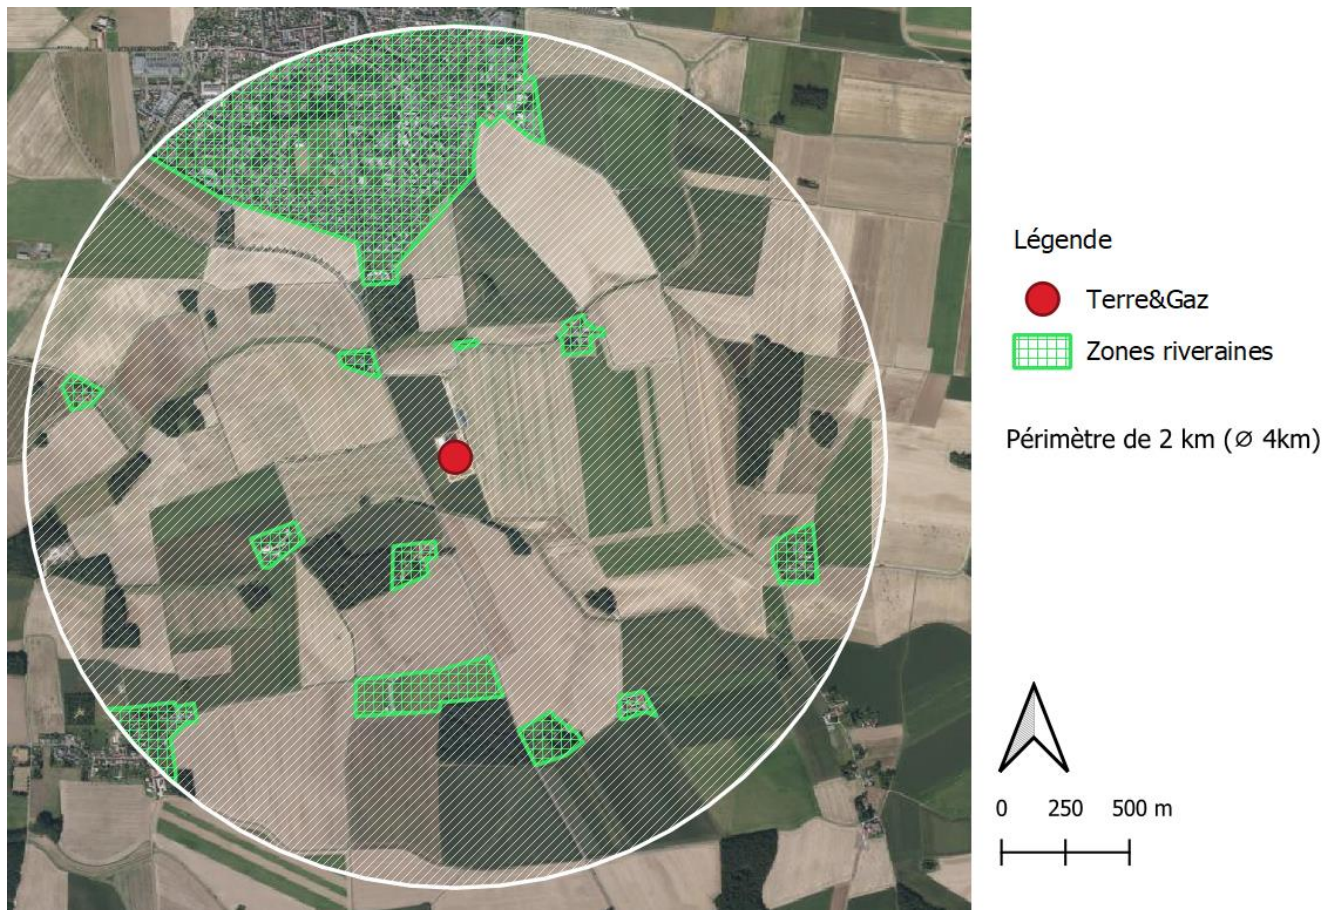 Légende
Terre&Gaz
Zones riveraines
Périmètre de 2 km (∅ 4km)
0 250 500 m